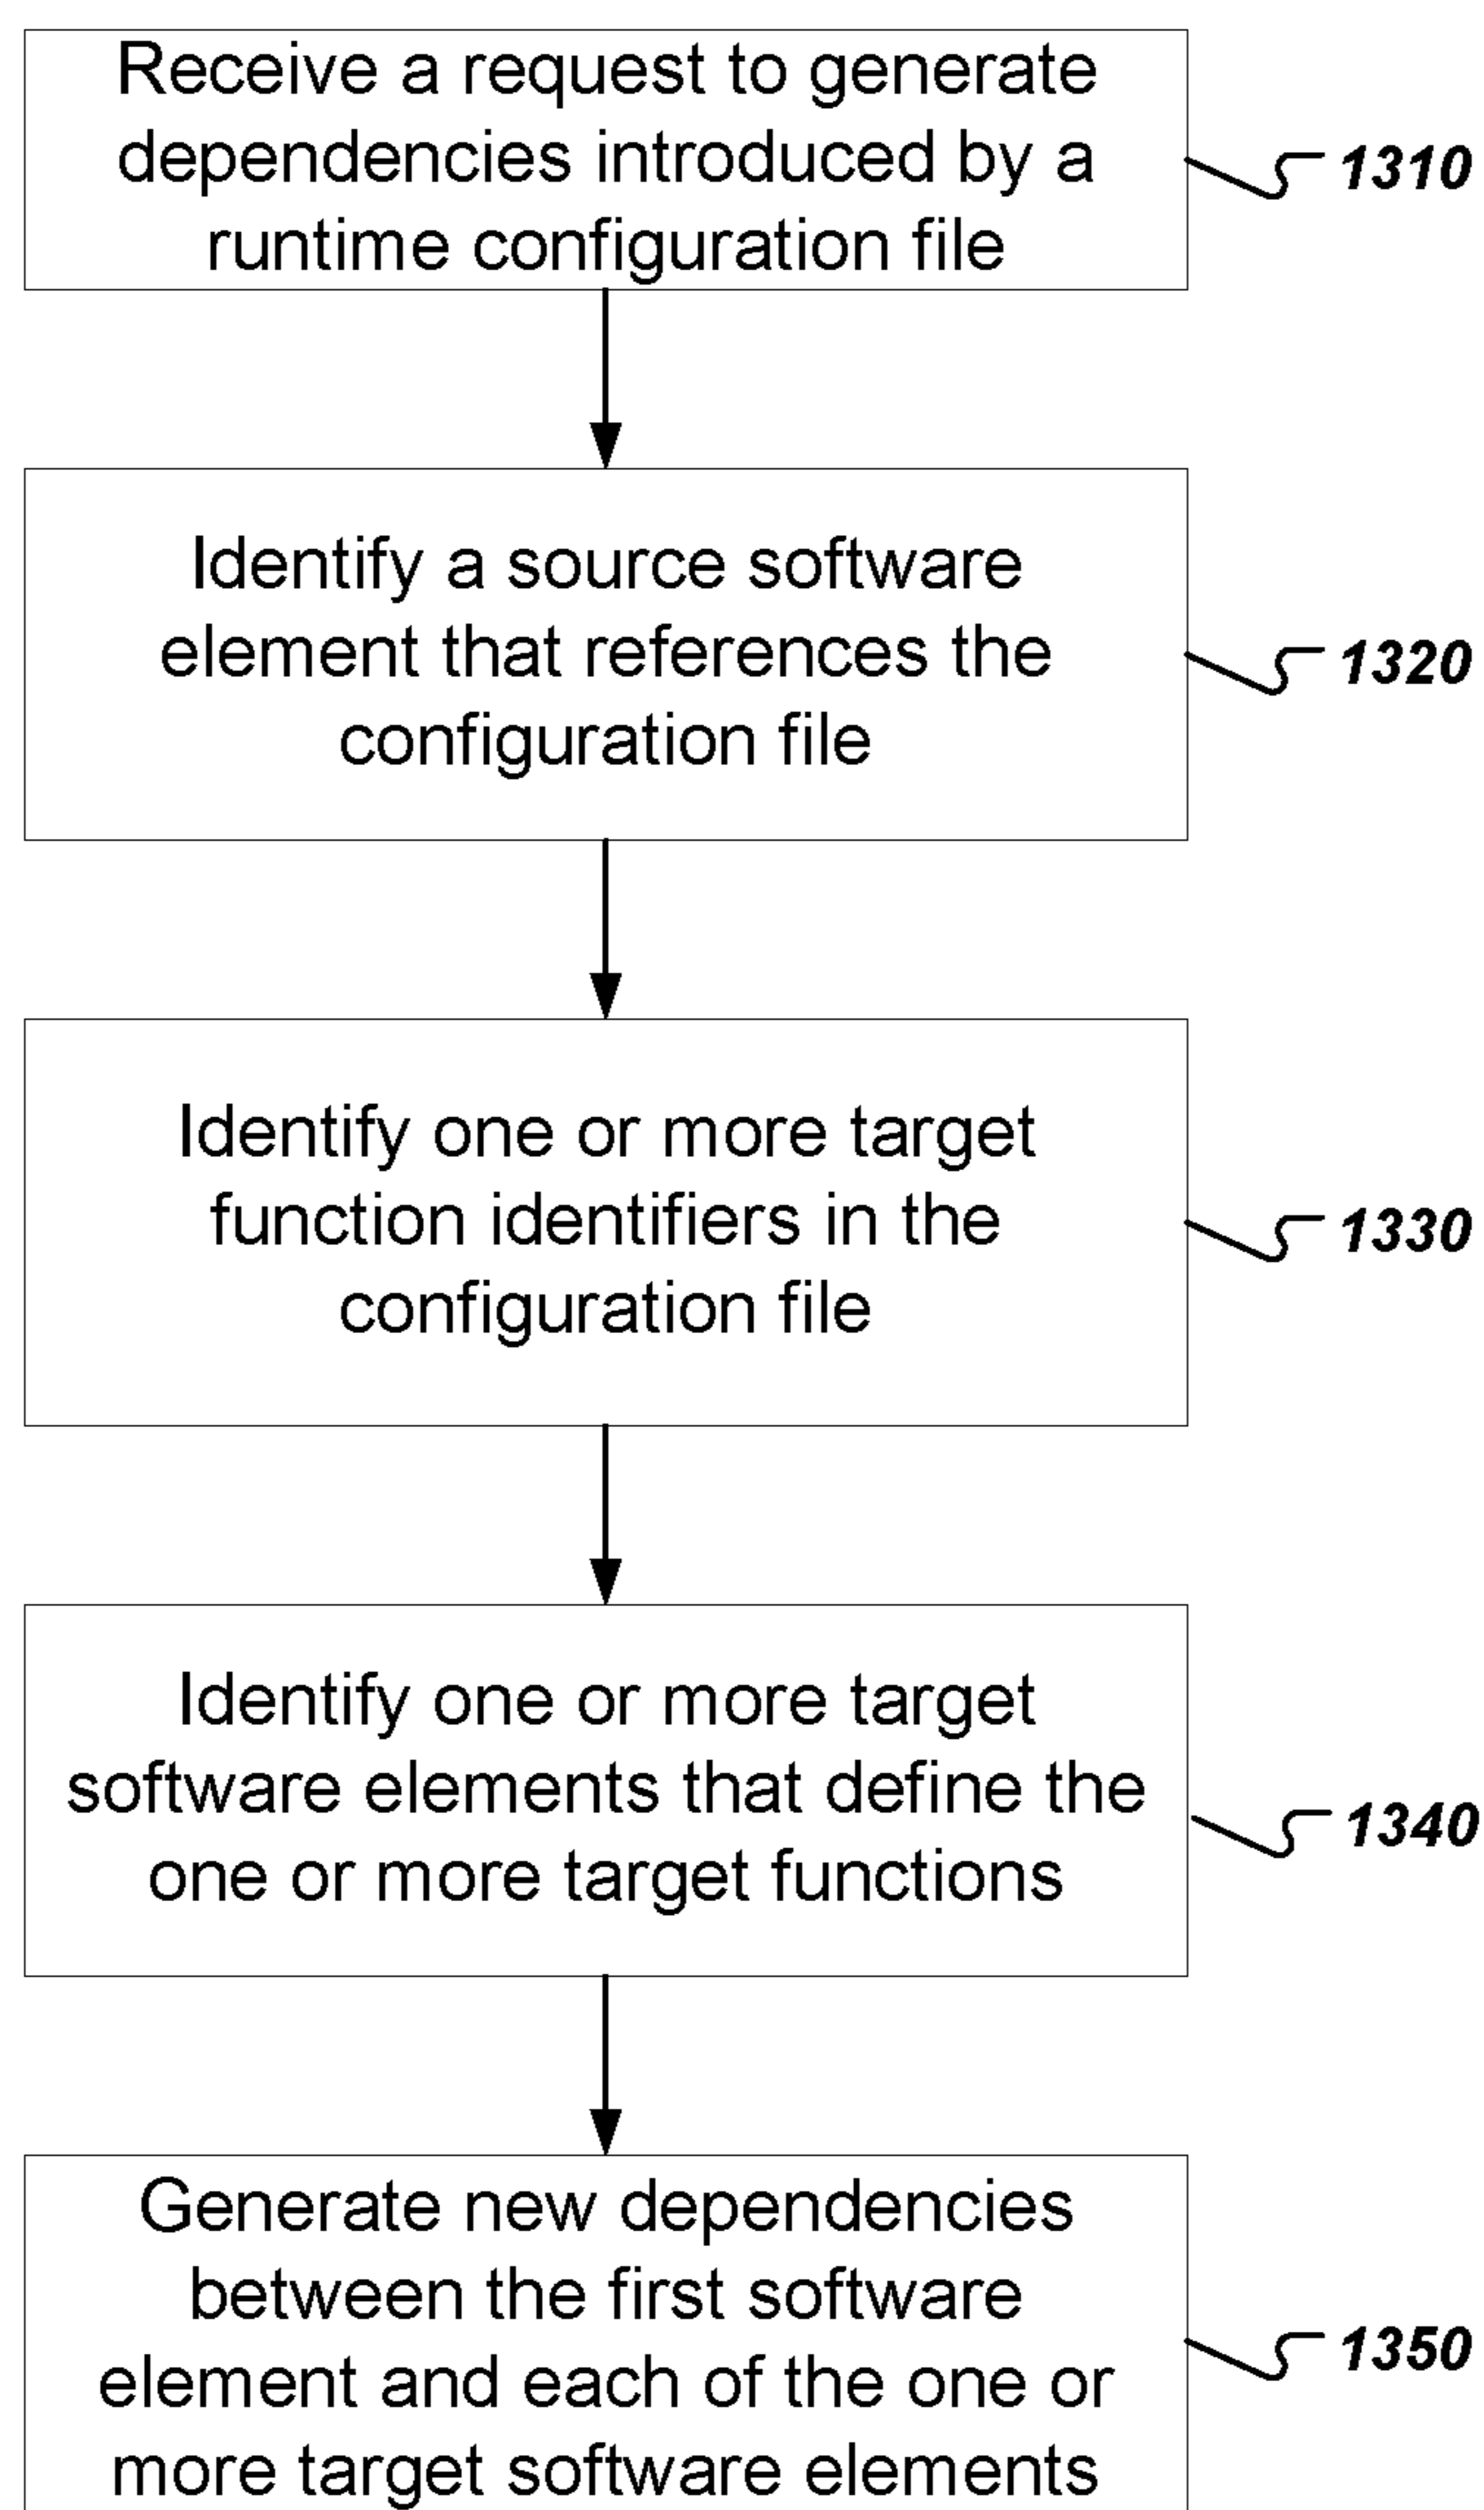 Receive a request to generate
dependencies introduced by a
runtime configuration file
1310
Identify a source software
element that references the
configuration file
1320
Identify one or more target
function identifiers in the
configuration file
1330
Identify one or more target
software elements that define the
one or more target functions
1340
Generate new dependencies
between the first software
element and each of the one or
more target software elements
1350